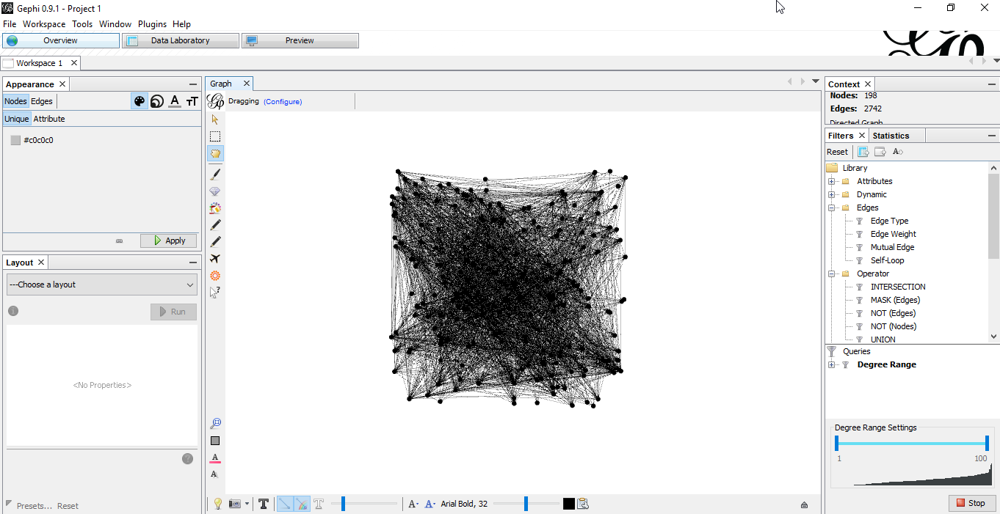 Gephi 0.9.1 - Project 1
File Workspace Tools Window Plugins Help
Overview Data Laboratory Preview
Workspace 1
Appearance
Nodes Edges
Unique Attribute
#c0c0c0
Apply
Layout
---Choose a layout
Run
<No Properties>
Presets... Reset
Graph
Dragging (Configure)
Arial Bold, 32
Context
Nodes: 198
Edges: 2742
Directed Graph
Filters Statistics
Reset
Library
Attributes
Dynamic
Edges
Edge Type
Edge Weight
Mutual Edge
Self-Loop
Operator
INTERSECTION
MASK (Edges)
NOT (Edges)
NOT (Nodes)
UNION
Queries
Degree Range
Degree Range Settings
1 100
Stop